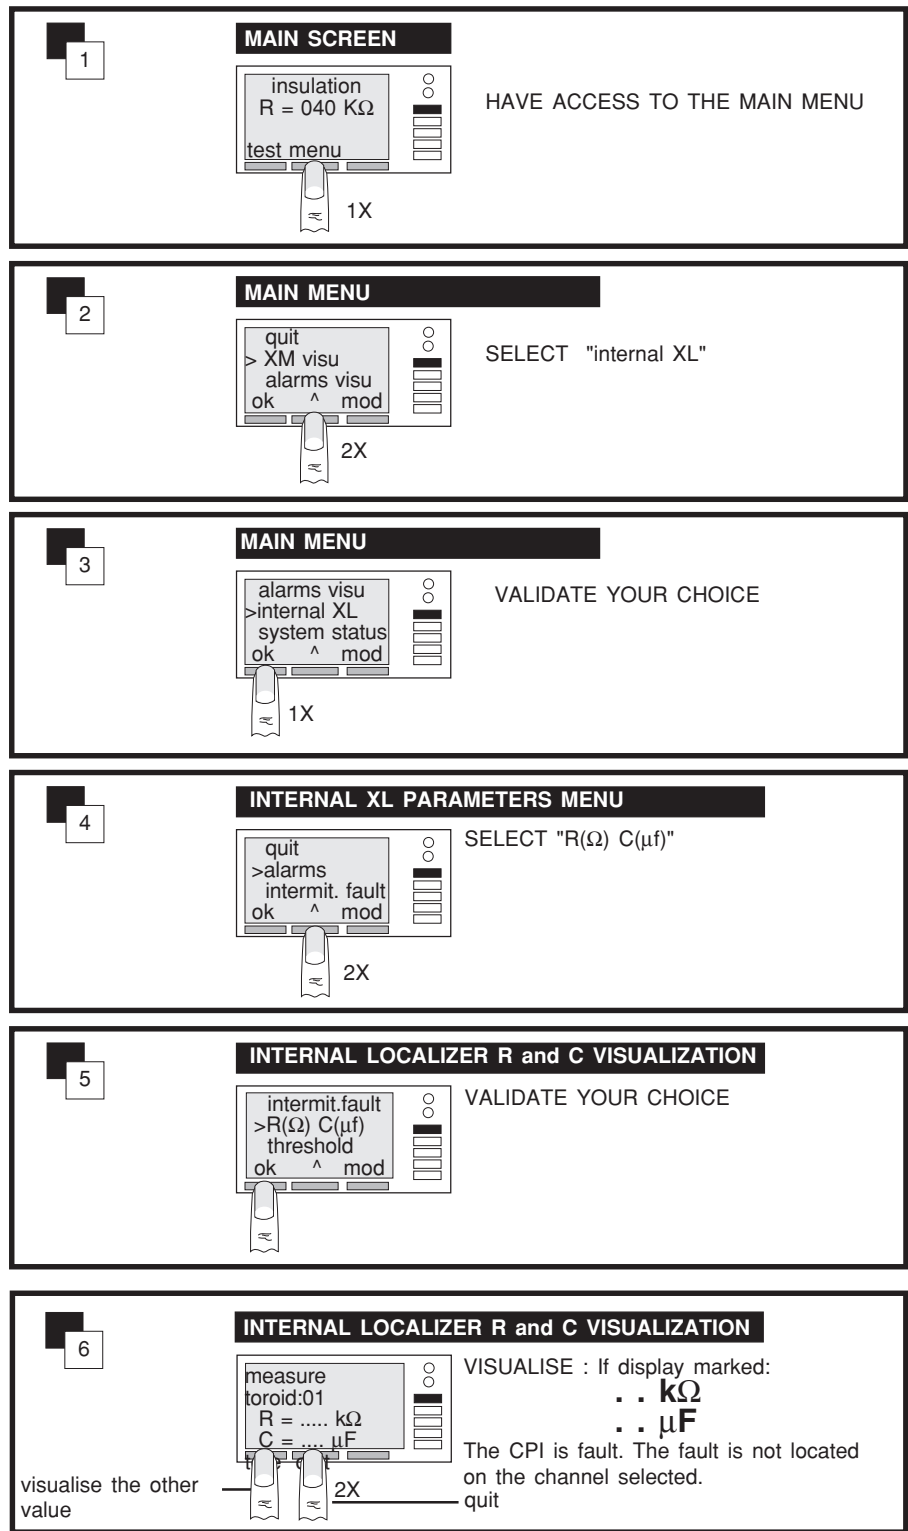 1
MAIN SCREEN
insulation
R = 040 KΩ
test menu
HAVE ACCESS TO THE MAIN MENU
1X
2
MAIN MENU
quit
> XM visu
alarms visu
ok ^ mod
SELECT "internal XL"
2X
3
MAIN MENU
alarms visu
>internal XL
system status
ok ^ mod
VALIDATE YOUR CHOICE
1X
4
INTERNAL XL PARAMETERS MENU
quit
>alarms
intermit. fault
ok ^ mod
SELECT "R(Ω) C(µf)"
2X
5
INTERNAL LOCALIZER R and C VISUALIZATION
intermit.fault
>R(Ω) C(µf)
threshold
ok ^ mod
VALIDATE YOUR CHOICE
6
INTERNAL LOCALIZER R and C VISUALIZATION
measure
toroid:01
R = ..... kΩ
C = .... µF
VISUALISE : If display marked:
. . kΩ
. . µF
The CPI is fault. The fault is not located
on the channel selected.
visualise the other
value
2X
quit